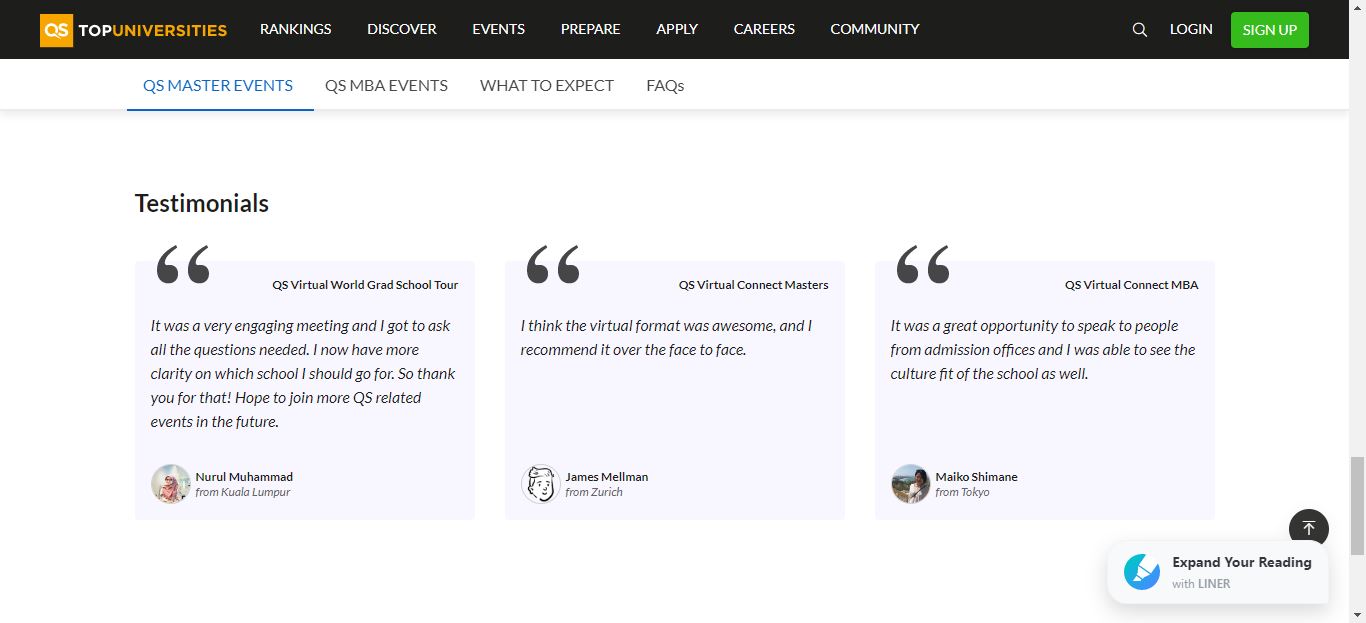 QS TOPUNIVERSITIES RANKINGS DISCOVER EVENTS PREPARE APPLY CAREERS COMMUNITY LOGIN SIGN UP
QS MASTER EVENTS QS MBA EVENTS WHAT TO EXPECT FAQs
Testimonials
QS Virtual World Grad School Tour
It was a very engaging meeting and I got to ask
all the questions needed. I now have more
clarity on which school I should go for. So thank
you for that! Hope to join more QS related
events in the future.
Nurul Muhammad
from Kuala Lumpur
QS Virtual Connect Masters
I think the virtual format was awesome, and I
recommend it over the face to face.
James Mellman
from Zurich
QS Virtual Connect MBA
It was a great opportunity to speak to people
from admission offices and I was able to see the
culture fit of the school as well.
Maiko Shimane
from Tokyo
Expand Your Reading
with LINER